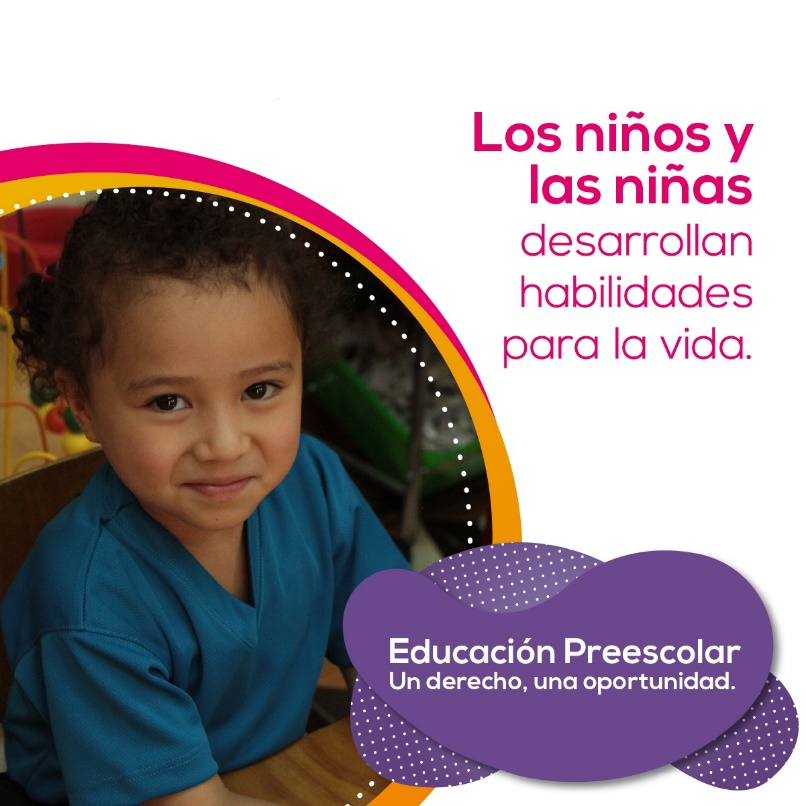 Los niños y
las niñas
desarrollan
habilidades
para la vida.
Educación Preescolar
Un derecho, una oportunidad.